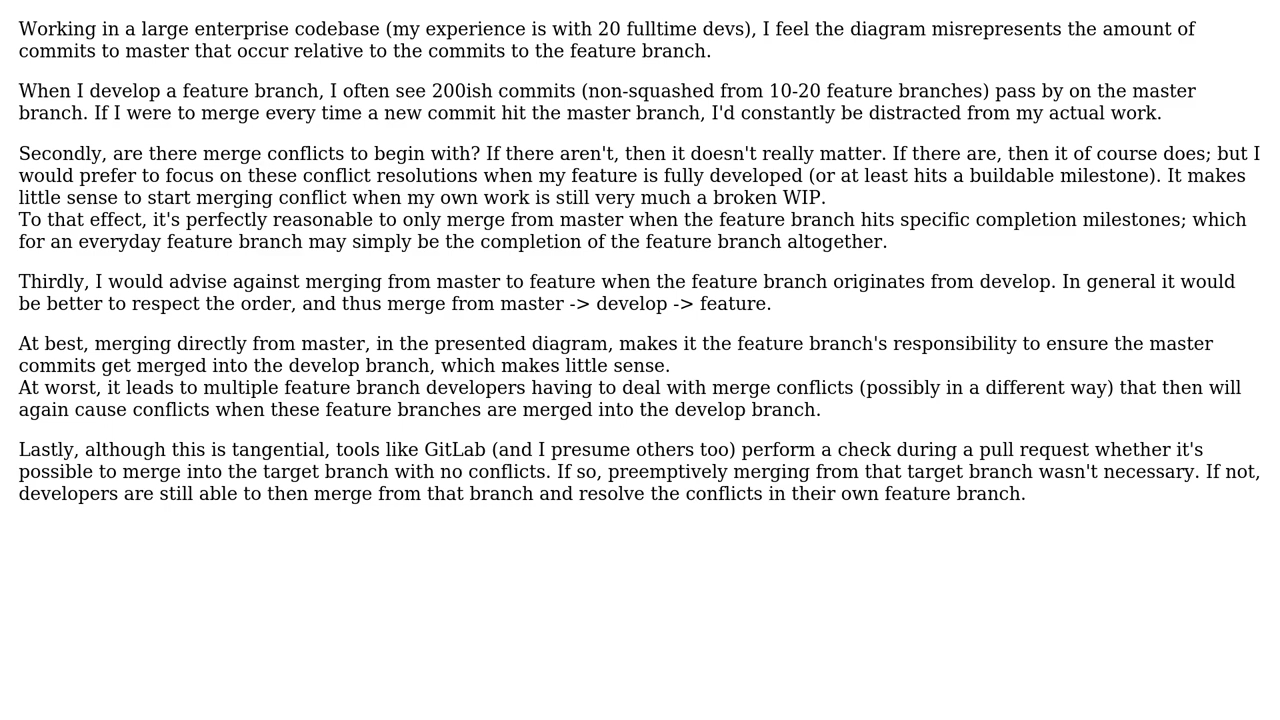 Working in a large enterprise codebase (my experience is with 20 fulltime devs), I feel the diagram misrepresents the amount of
commits to master that occur relative to the commits to the feature branch.
When I develop a feature branch, I often see 200ish commits (non-squashed from 10-20 feature branches) pass by on the master
branch. If I were to merge every time a new commit hit the master branch, I'd constantly be distracted from my actual work.
Secondly, are there merge conflicts to begin with? If there aren't, then it doesn't really matter. If there are, then it of course does; but I
would prefer to focus on these conflict resolutions when my feature is fully developed (or at least hits a buildable milestone). It makes
little sense to start merging conflict when my own work is still very much a broken WIP.
To that effect, it's perfectly reasonable to only merge from master when the feature branch hits specific completion milestones; which
for an everyday feature branch may simply be the completion of the feature branch altogether.
Thirdly, I would advise against merging from master to feature when the feature branch originates from develop. In general it would
be better to respect the order, and thus merge from master -> develop -> feature.
At best, merging directly from master, in the presented diagram, makes it the feature branch's responsibility to ensure the master
commits get merged into the develop branch, which makes little sense.
At worst, it leads to multiple feature branch developers having to deal with merge conflicts (possibly in a different way) that then will
again cause conflicts when these feature branches are merged into the develop branch.
Lastly, although this is tangential, tools like GitLab (and I presume others too) perform a check during a pull request whether it's
possible to merge into the target branch with no conflicts. If so, preemptively merging from that target branch wasn't necessary. If not,
developers are still able to then merge from that branch and resolve the conflicts in their own feature branch.